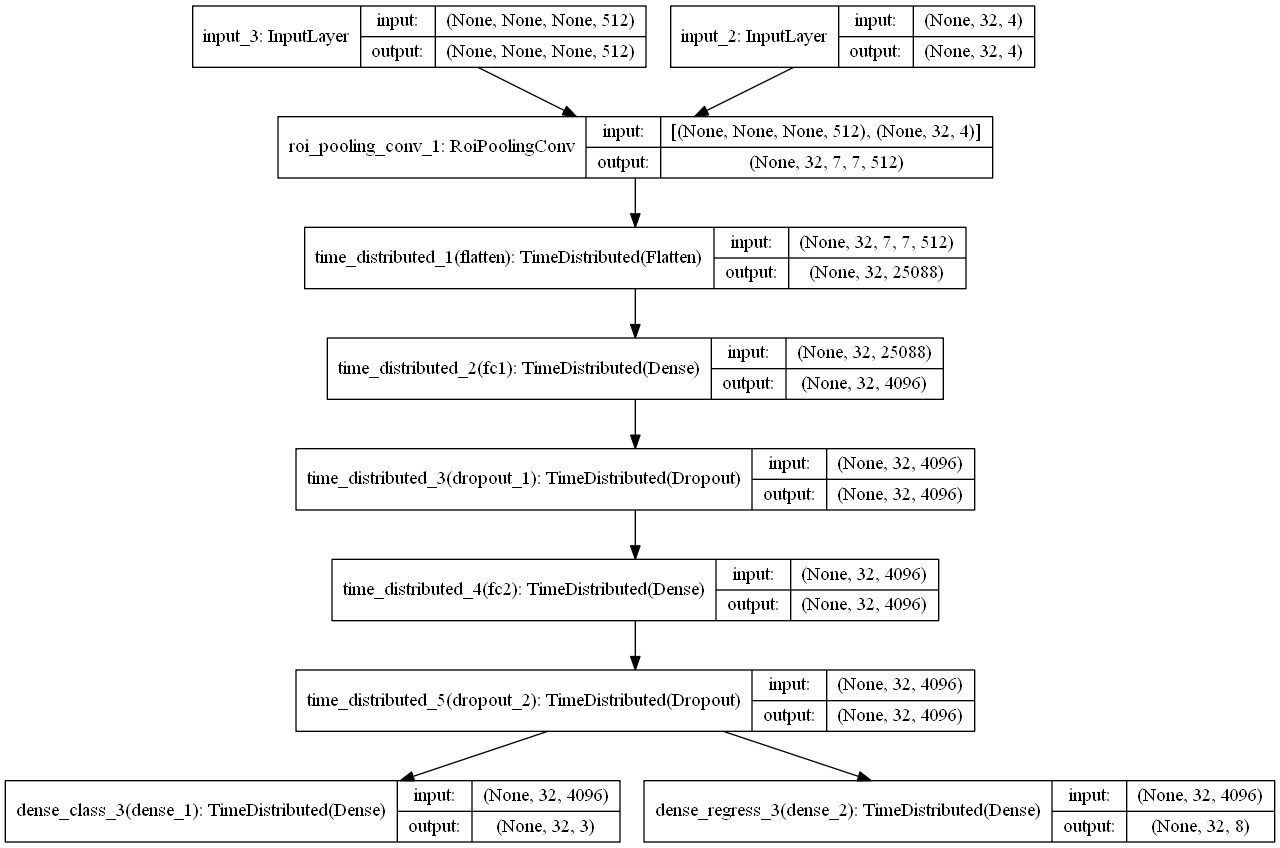 input_3: InputLayer
input: (None, None, None, 512)
output: (None, None, None, 512)
input_2: InputLayer
input: (None, 32, 4)
output: (None, 32, 4)
roi_pooling_conv_1: RoiPoolingConv
input: [(None, None, None, 512), (None, 32, 4)]
output: (None, 32, 7, 7, 512)
time_distributed_1(flatten): TimeDistributed(Flatten)
input: (None, 32, 7, 7, 512)
output: (None, 32, 25088)
time_distributed_2(fc1): TimeDistributed(Dense)
input: (None, 32, 25088)
output: (None, 32, 4096)
time_distributed_3(dropout_1): TimeDistributed(Dropout)
input: (None, 32, 4096)
output: (None, 32, 4096)
time_distributed_4(fc2): TimeDistributed(Dense)
input: (None, 32, 4096)
output: (None, 32, 4096)
time_distributed_5(dropout_2): TimeDistributed(Dropout)
input: (None, 32, 4096)
output: (None, 32, 4096)
dense_class_3(dense_1): TimeDistributed(Dense)
input: (None, 32, 4096)
output: (None, 32, 3)
dense_regress_3(dense_2): TimeDistributed(Dense)
input: (None, 32, 4096)
output: (None, 32, 8)